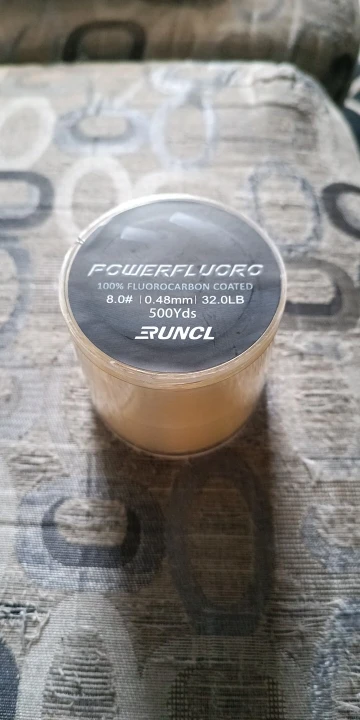 POWERFLUORO
100% FLUOROCARBON COATED
8.0# | 0.48mm | 32.0LB
500Yds
RUNCL